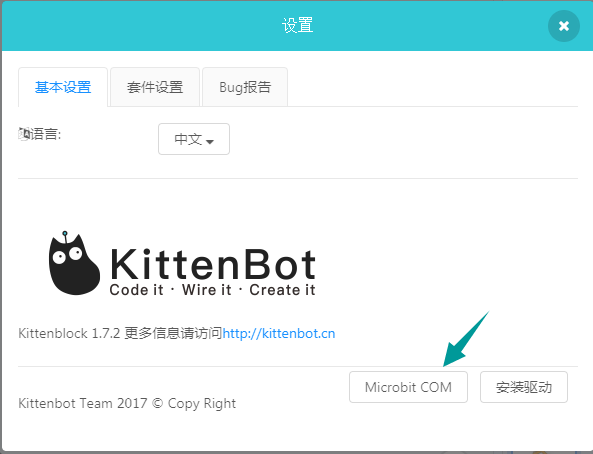 设置
基本设置
套件设置
Bug报告
语言:
中文
KittenBot
Code it · Wire it · Create it
Kittenblock 1.7.2 更多信息请访问http://kittenbot.cn
Microbit COM
安装驱动
Kittenbot Team 2017 © Copy Right